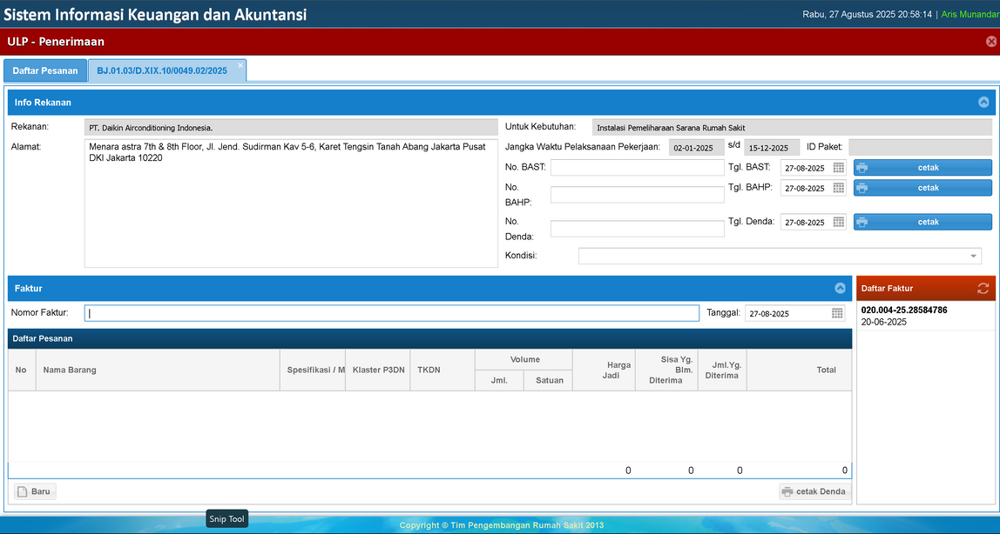 Sistem Informasi Keuangan dan Akuntansi
Rabu, 27 Agustus 2025 20:58:14 | Aris Munandar
ULP - Penerimaan
Daftar Pesanan
BJ.01.03/D.XIX.10/0049.02/2025
Info Rekanan
Rekanan: PT. Daikin Airconditioning Indonesia.
Alamat: Menara astra 7th & 8th Floor, Jl. Jend. Sudirman Kav 5-6, Karet Tengsin Tanah Abang Jakarta Pusat
DKI Jakarta 10220
Untuk Kebutuhan: Instalasi Pemeliharaan Sarana Rumah Sakit
Jangka Waktu Pelaksanaan Pekerjaan: 02-01-2025 s/d 15-12-2025 ID Paket:
No. BAST: Tgl. BAST: 27-08-2025 cetak
No. BAHP: Tgl. BAHP: 27-08-2025 cetak
No. Denda: Tgl. Denda: 27-08-2025 cetak
Kondisi:
Faktur
Nomor Faktur: Tanggal: 27-08-2025
Daftar Pesanan
No
Nama Barang
Spesifikasi / M
Klaster P3DN
TKDN
Volume
Jml.
Satuan
Harga Jadi
Sisa Yg. Blm. Diterima
Jml.Yg. Diterima
Total
0 0 0 0
Baru
cetak Denda
Daftar Faktur
020.004-25.28584786
20-06-2025
Snip Tool
Copyright © Tim Pengembangan Rumah Sakit 2013